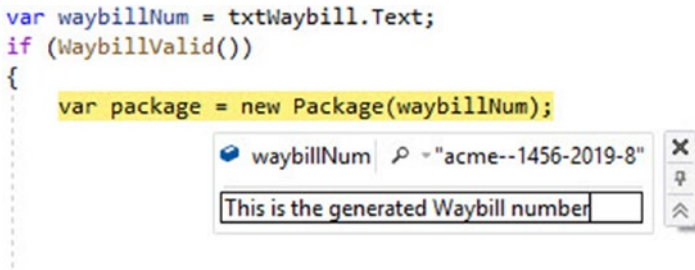 var waybillNum = txtWaybill.Text;
if (WaybillValid())
{
var package = new Package(waybillNum);
waybillNum "acme--1456-2019-8"
This is the generated Waybill number